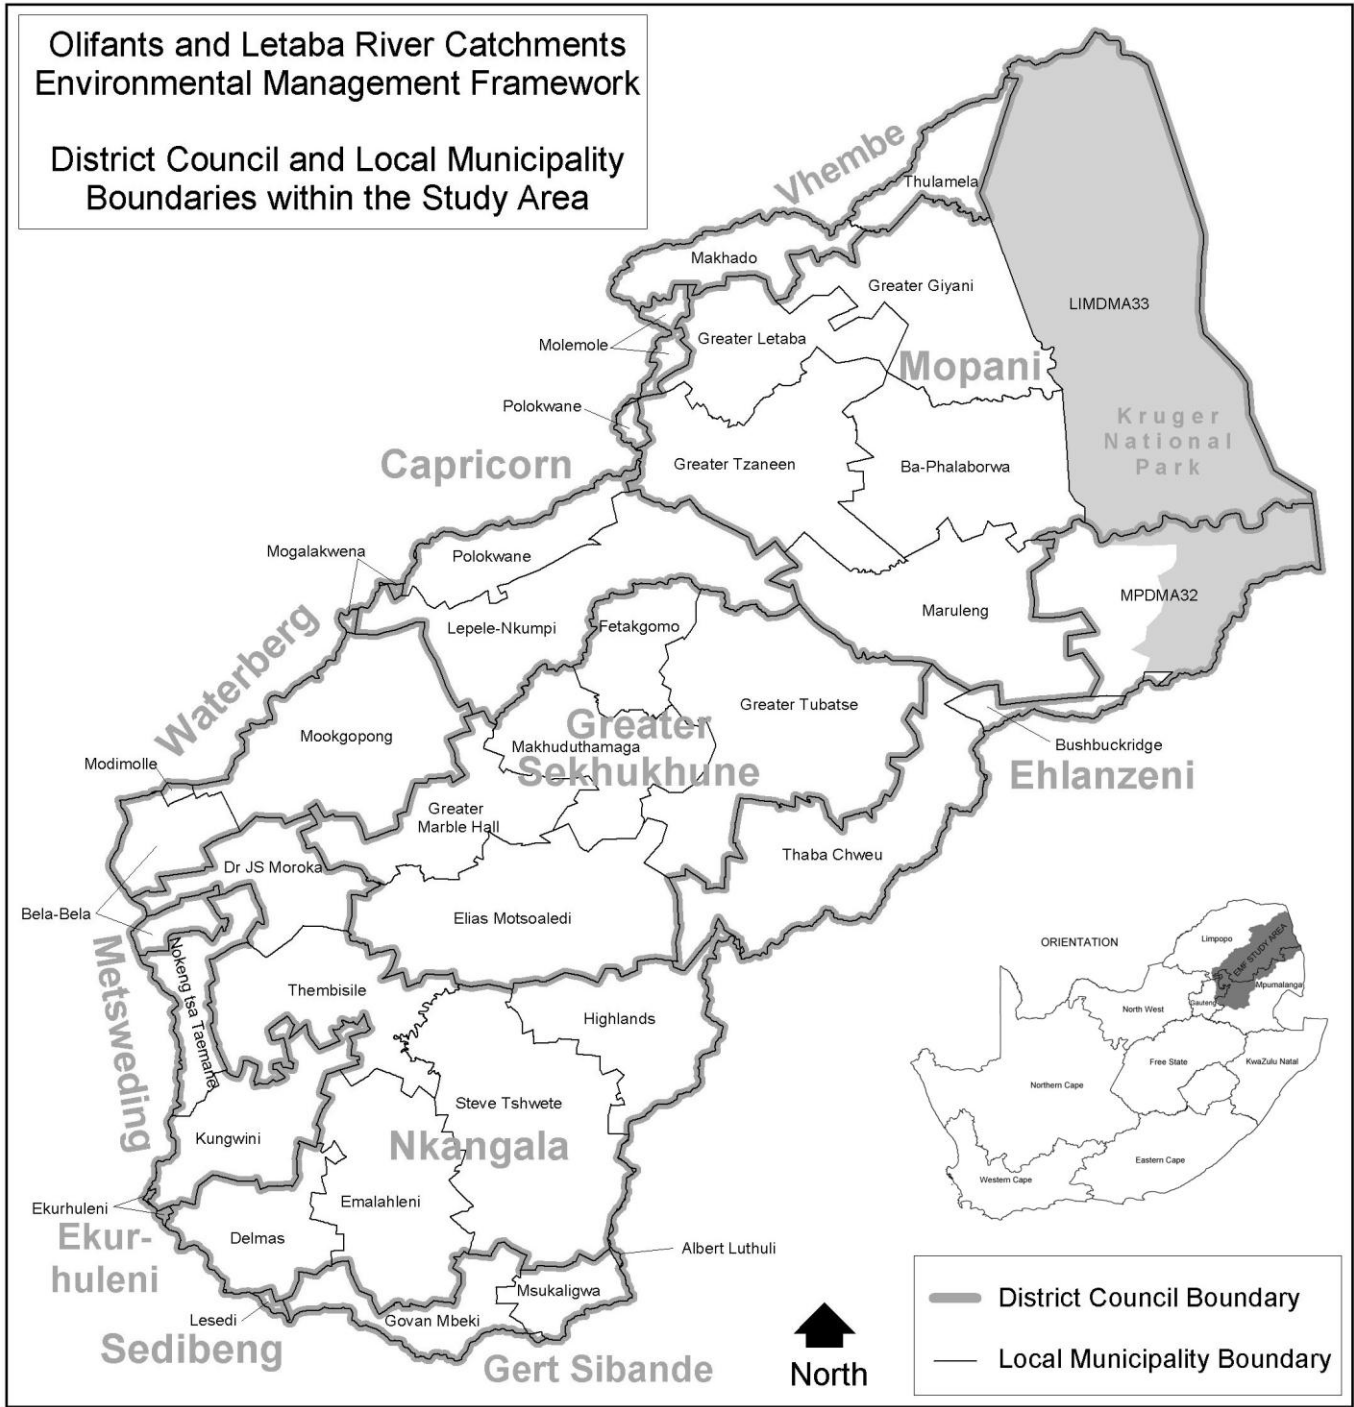 Olifants and Letaba River Catchments
Environmental Management Framework
District Council and Local Municipality
Boundaries within the Study Area
Vhembe
Thulamela
Makhado
Greater Giyani
LIMDMA33
Molemole
Greater Letaba
Mopani
Polokwane
Kruger
National
Park
Capricorn
Greater Tzaneen
Ba-Phalaborwa
Mogalakwena
Polokwane
MPDMA32
Maruleng
Lepele-Nkumpi
Fetakgomo
Waterberg
Greater Tubatse
Mookgopong
Greater
Sekhukhune
Makhuduthamaga
Bushbuckridge
Modimolle
Ehlanzeni
Greater
Marble Hall
Thaba Chweu
Dr JS Moroka
Bela-Bela
Elias Motsoaledi
Metsweding
Nokeng tsa Taemane
Thembisile
Highlands
Steve Tshwete
Nkangala
Kungwini
Emalahleni
Ekurhuleni
Ekur-
huleni
Delmas
Albert Luthuli
Msukaligwa
Lesedi
Govan Mbeki
Sedibeng
Gert Sibande
ORIENTATION
Limpopo
EMF STUDY AREA
Mpumalanga
Gauteng
North West
Free State
KwaZulu Natal
Northern Cape
Eastern Cape
Western Cape
North
District Council Boundary
Local Municipality Boundary